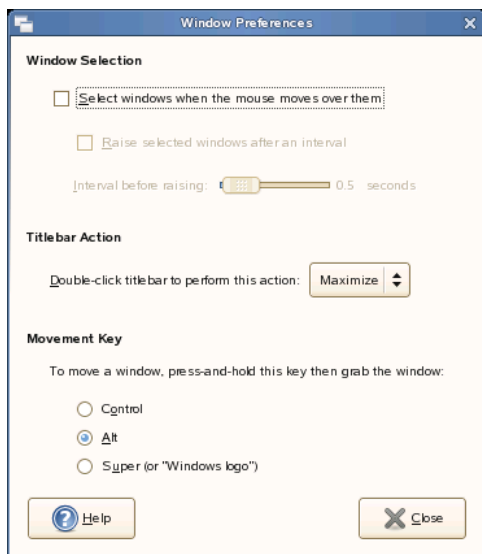 Window Preferences
Window Selection
Select windows when the mouse moves over them
Raise selected windows after an interval
Interval before raising: 0.5 seconds
Titlebar Action
Double-click titlebar to perform this action: Maximize
Movement Key
To move a window, press-and-hold this key then grab the window:
Control
Alt
Super (or "Windows logo")
Help Close